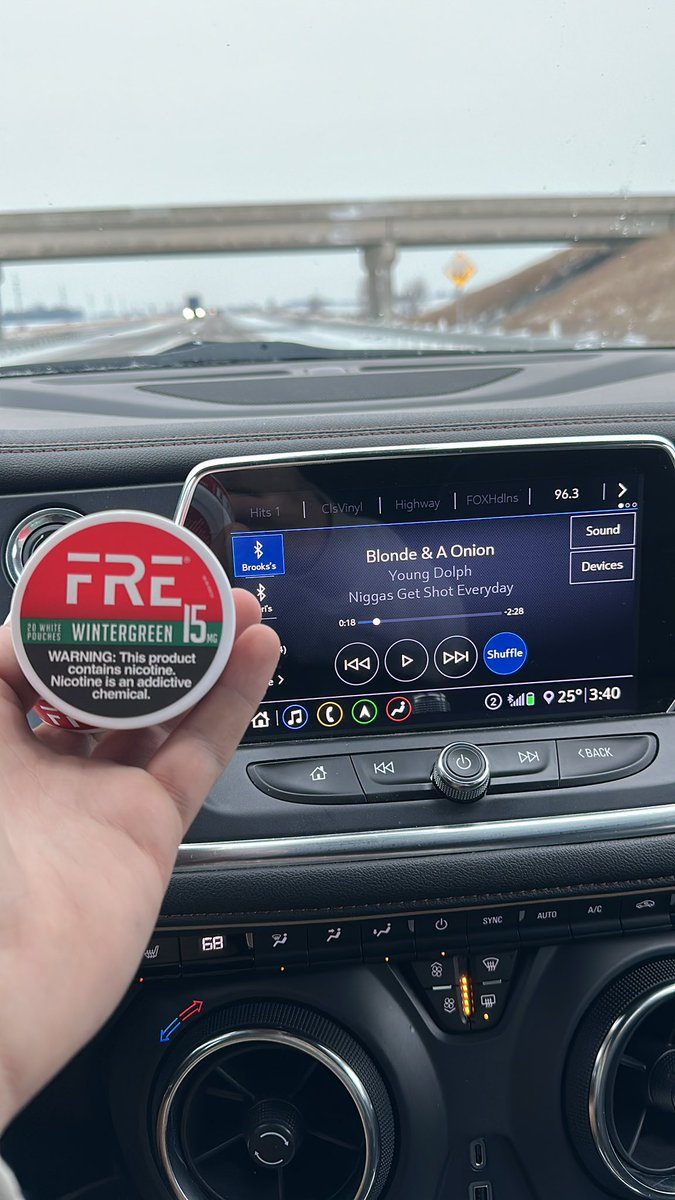 Hits 1
ClsVinyl
Highway
FOXHdlns
96.3
Brooks's
Blonde & A Onion
Young Dolph
Niggas Get Shot Everyday
Sound
Devices
0:18
-2:28
Shuffle
2
25° 3:40
FRE
20 WHITE
POUCHES
WINTERGREEN 15 MG
WARNING: This product
contains nicotine.
Nicotine is an addictive
chemical.
BACK
68
SYNC
AUTO
A/C